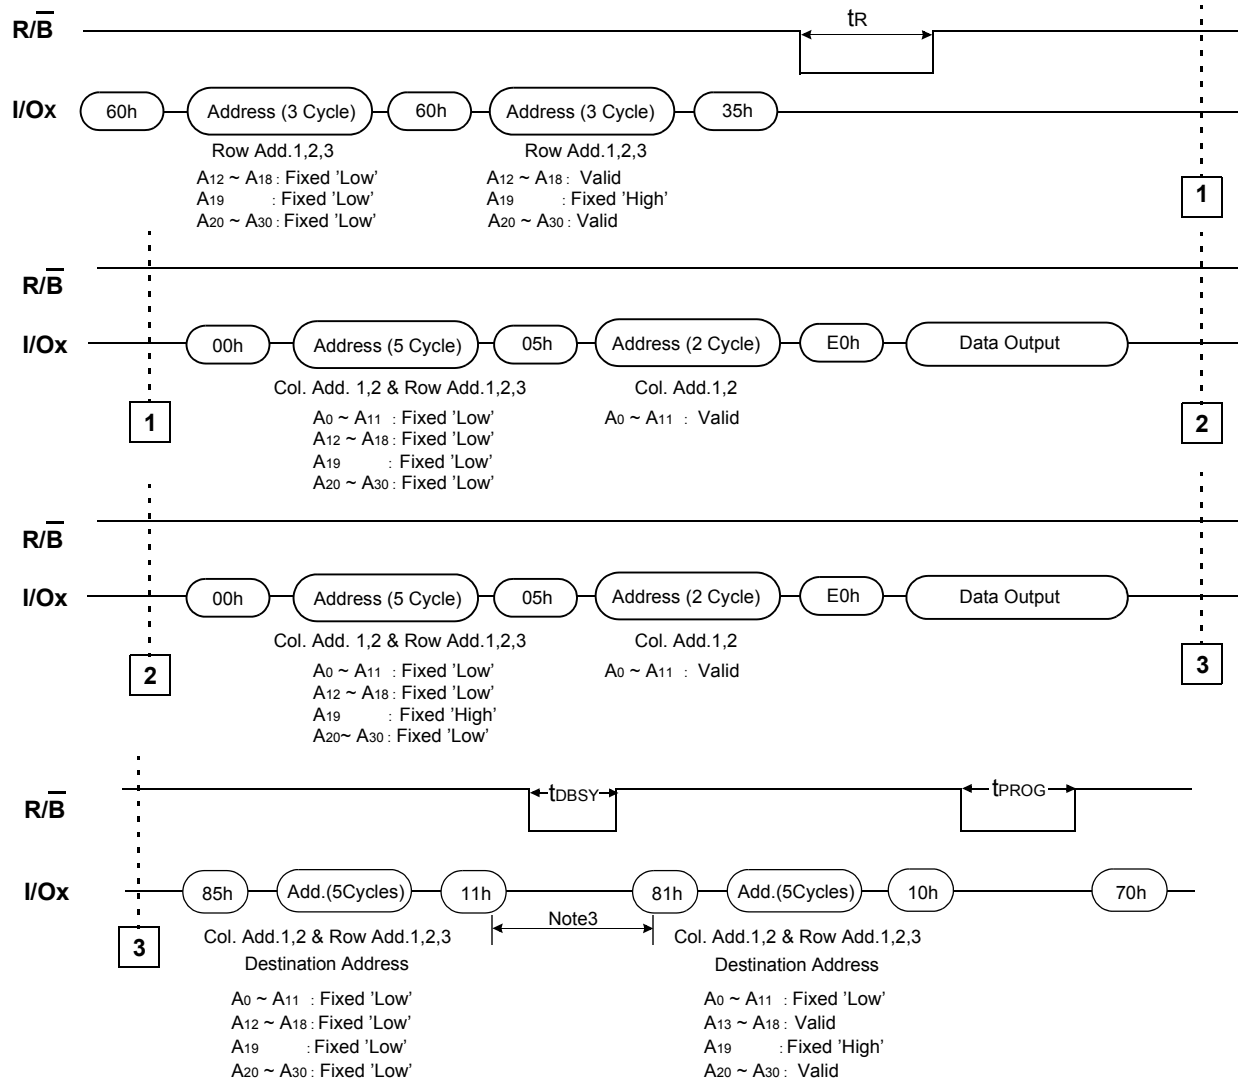 R/B tR
I/Ox 60h Address (3 Cycle) 60h Address (3 Cycle) 35h
Row Add.1,2,3 Row Add.1,2,3
A12 ~ A18 : Fixed 'Low' A12 ~ A18 : Valid
A19 : Fixed 'Low' A19 : Fixed 'High'
A20 ~ A30 : Fixed 'Low' A20 ~ A30 : Valid
1
R/B
I/Ox 00h Address (5 Cycle) 05h Address (2 Cycle) E0h Data Output
Col. Add. 1,2 & Row Add.1,2,3 Col. Add.1,2
A0 ~ A11 : Fixed 'Low' A0 ~ A11 : Valid
A12 ~ A18 : Fixed 'Low'
A19 : Fixed 'Low'
A20 ~ A30 : Fixed 'Low'
1 2
R/B
I/Ox 00h Address (5 Cycle) 05h Address (2 Cycle) E0h Data Output
Col. Add. 1,2 & Row Add.1,2,3 Col. Add.1,2
A0 ~ A11 : Fixed 'Low' A0 ~ A11 : Valid
A12 ~ A18 : Fixed 'Low'
A19 : Fixed 'High'
A20~ A30 : Fixed 'Low'
2 3
R/B tDBSY tPROG
I/Ox 85h Add.(5Cycles) 11h 81h Add.(5Cycles) 10h 70h
Note3
Col. Add.1,2 & Row Add.1,2,3 Col. Add.1,2 & Row Add.1,2,3
Destination Address Destination Address
A0 ~ A11 : Fixed 'Low' A0 ~ A11 : Fixed 'Low'
A12 ~ A18 : Fixed 'Low' A13 ~ A18 : Valid
A19 : Fixed 'Low' A19 : Fixed 'High'
A20 ~ A30 : Fixed 'Low' A20 ~ A30 : Valid
3